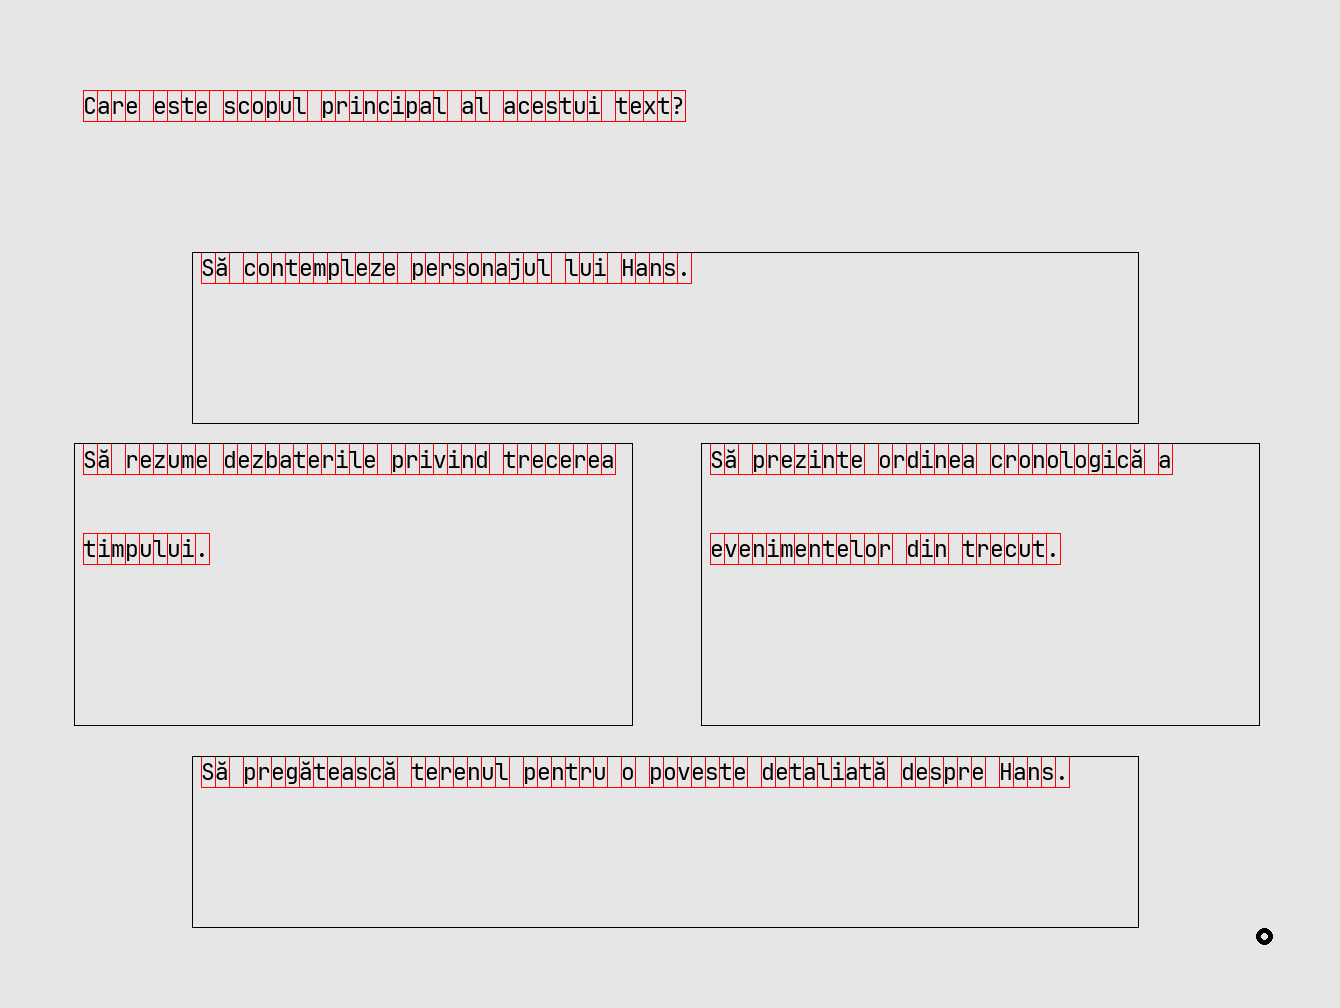 Care este scopul principal al acestui text?
Să contempleze personajul lui Hans.
Să rezume dezbaterile privind trecerea
timpului.
Să prezinte ordinea cronologică a
evenimentelor din trecut.
Să pregătească terenul pentru o poveste detaliată despre Hans.